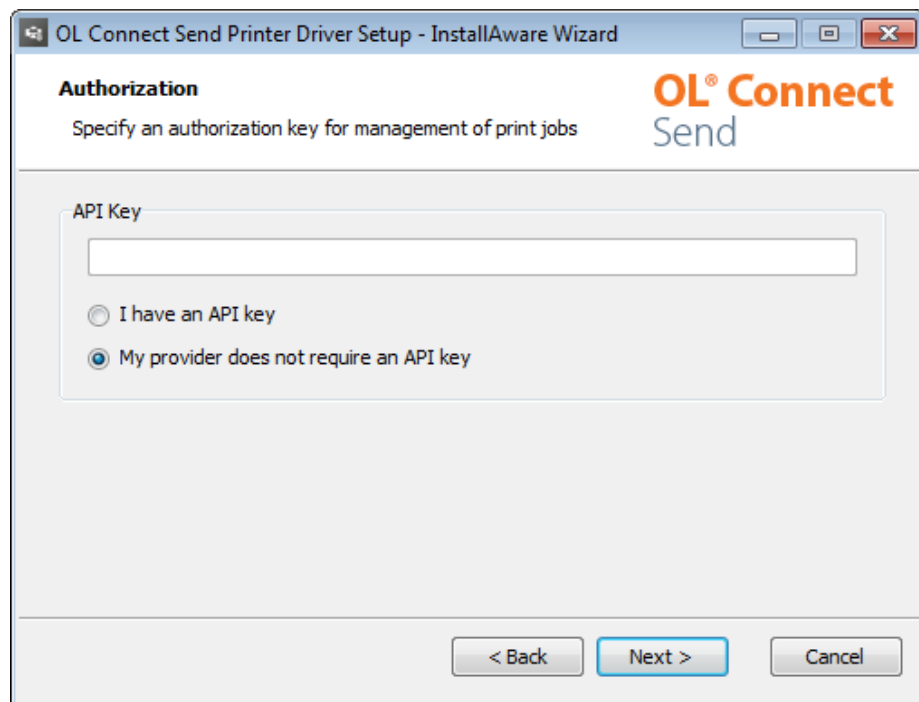 OL Connect Send Printer Driver Setup - InstallAware Wizard
Authorization
Specify an authorization key for management of print jobs
OL® Connect
Send
API Key
I have an API key
My provider does not require an API key
< Back
Next >
Cancel